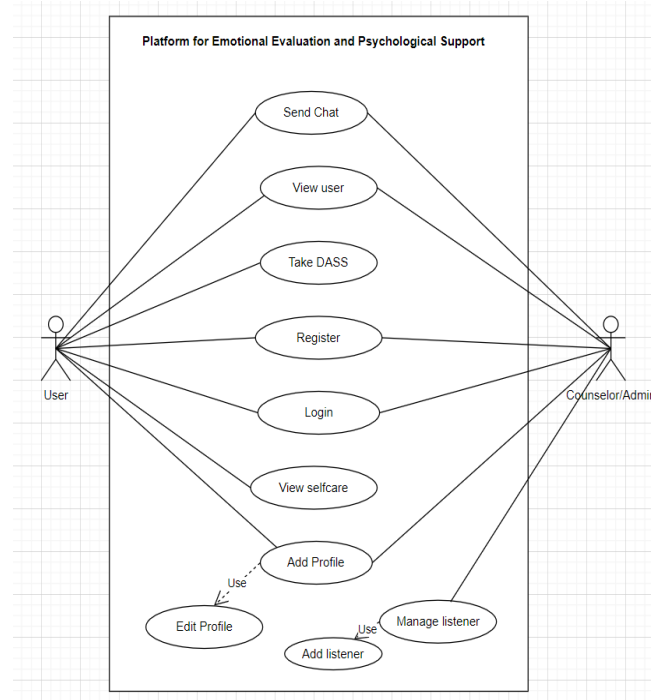 Platform for Emotional Evaluation and Psychological Support
Send Chat
View user
Take DASS
Register
Login
User
Counselor/Admin
View selfcare
Add Profile
Use
Edit Profile
Manage listener
Use
Add listener